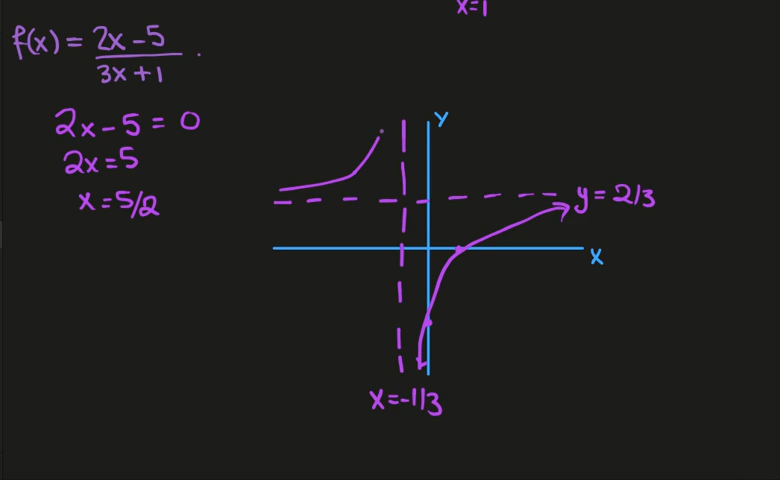 x=1
f(x) = 2x-5
3x+1
2x-5 = 0
2x=5
x=5/2
y
y=2/3
x
x=-1/3